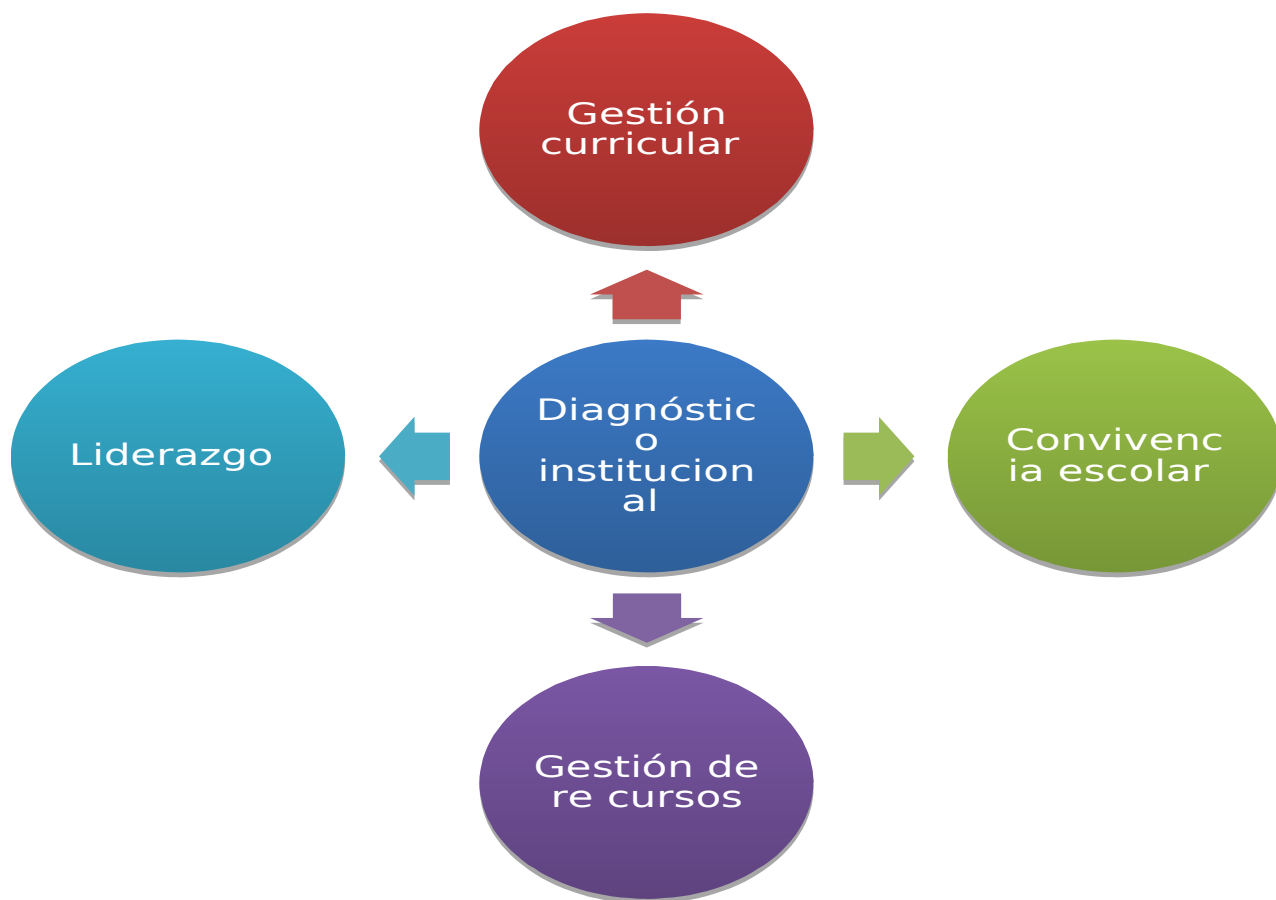 Gestión
curricular
Liderazgo
Diagnóstic
o
institucion
al
Convivenc
ia escolar
Gestión de
re cursos